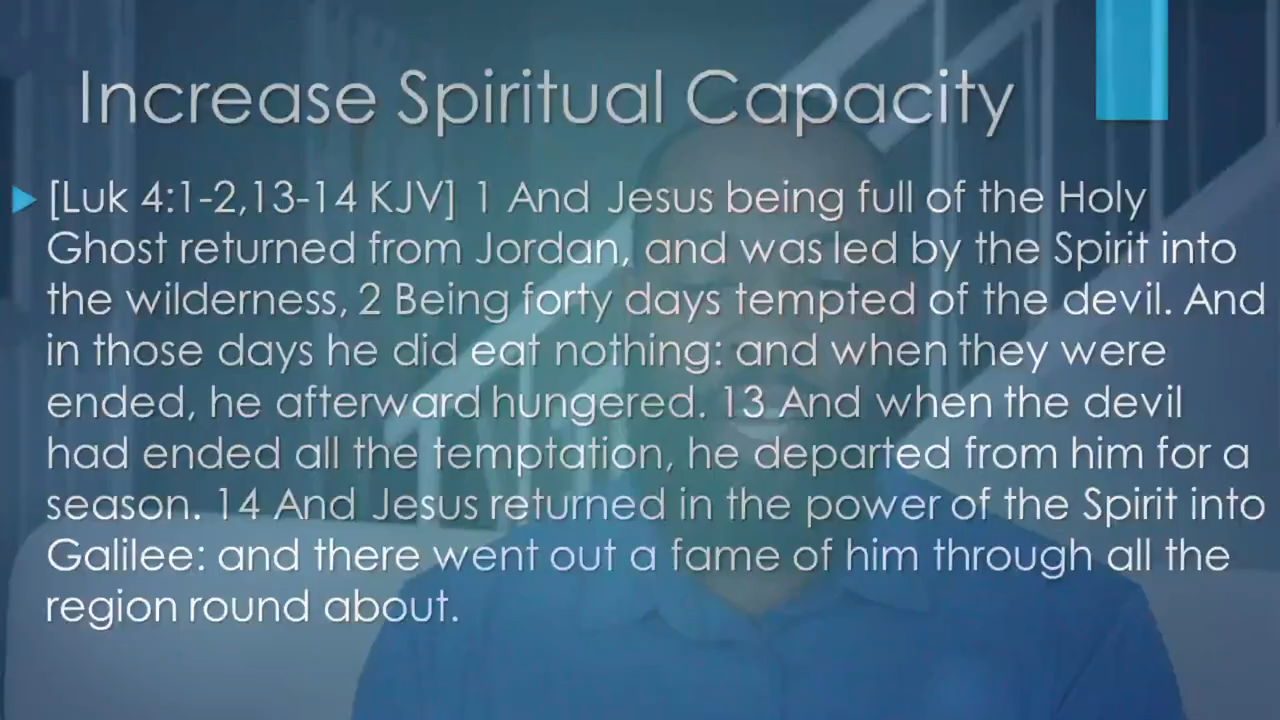 Increase Spiritual Capacity
[Luk 4:1-2,13-14 KJV] 1 And Jesus being full of the Holy
Ghost returned from Jordan, and was led by the Spirit into
the wilderness, 2 Being forty days tempted of the devil. And
in those days he did eat nothing: and when they were
ended, he afterward hungered. 13 And when the devil
had ended all the temptation, he departed from him for a
season. 14 And Jesus returned in the power of the Spirit into
Galilee: and there went out a fame of him through all the
region round about.